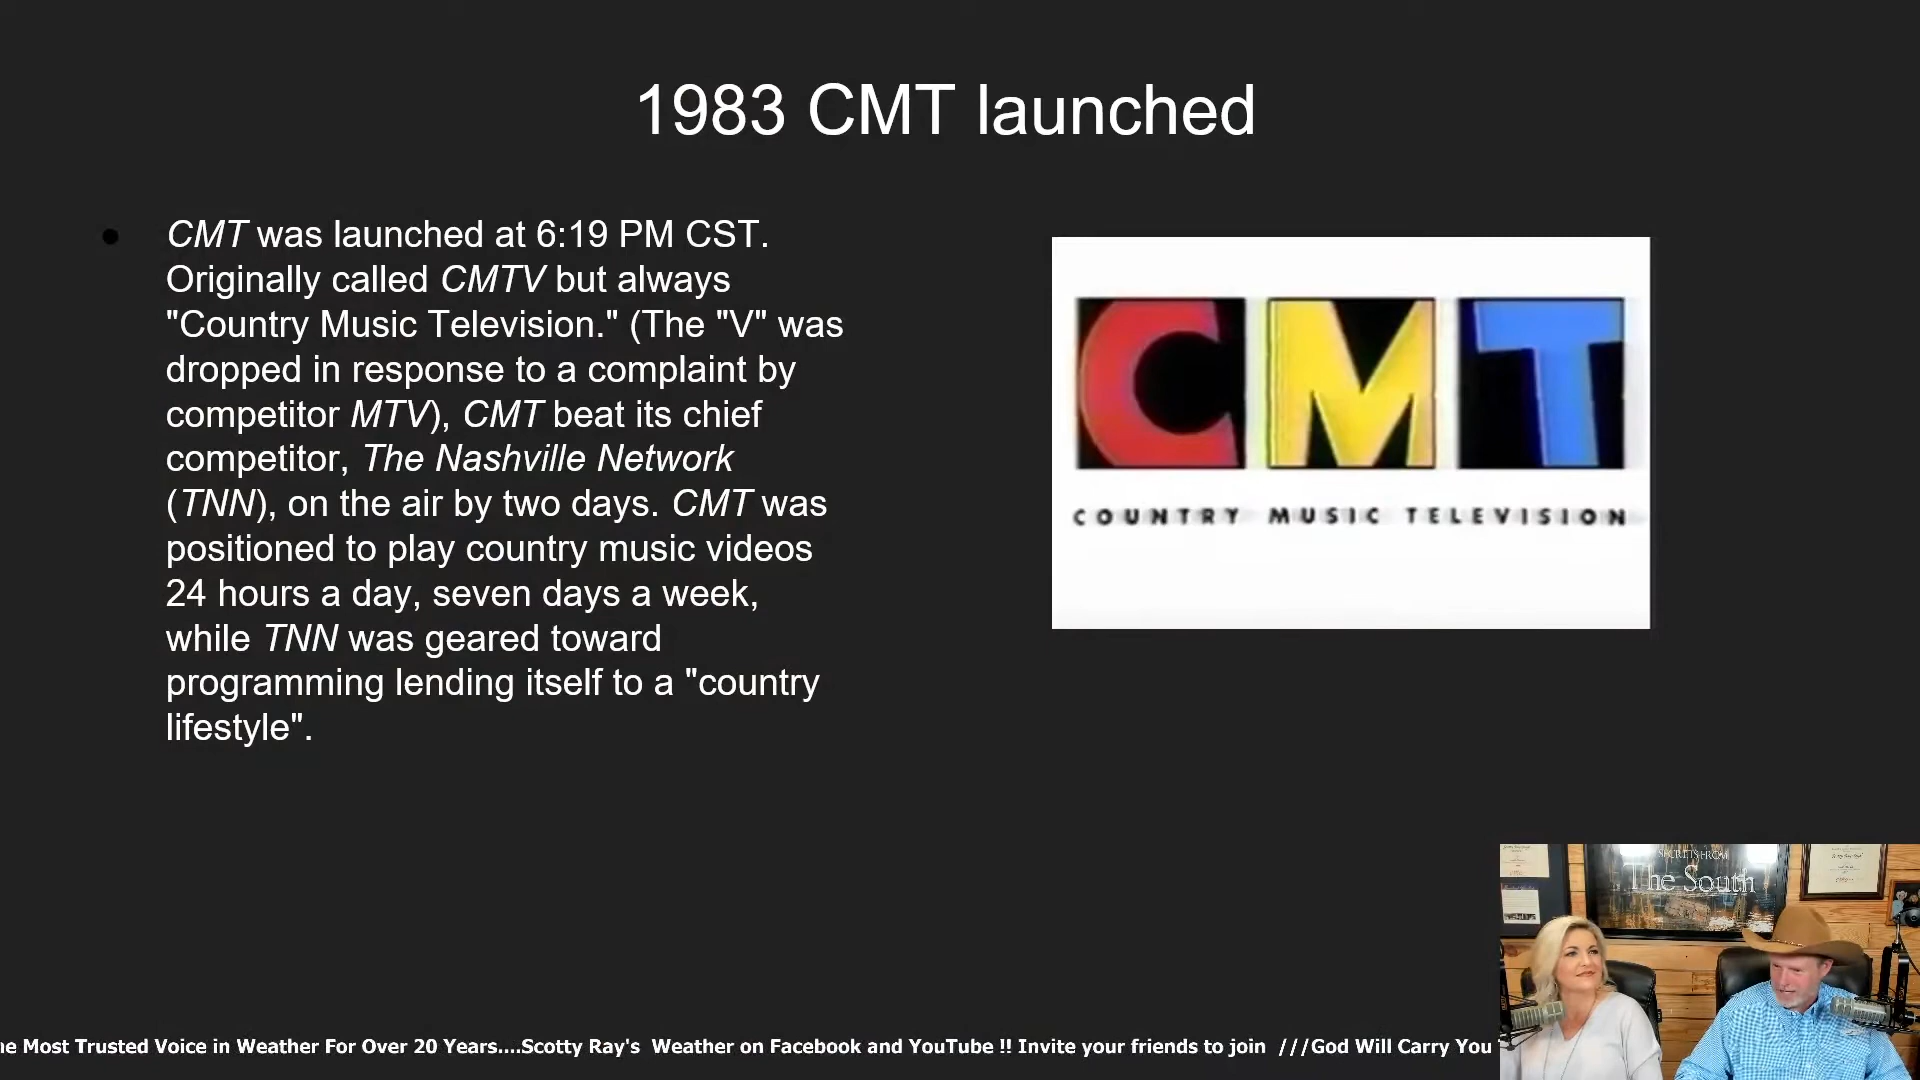 1983 CMT launched
CMT was launched at 6:19 PM CST.
Originally called CMTV but always
"Country Music Television." (The "V" was
dropped in response to a complaint by
competitor MTV), CMT beat its chief
competitor, The Nashville Network
(TNN), on the air by two days. CMT was
positioned to play country music videos
24 hours a day, seven days a week,
while TNN was geared toward
programming lending itself to a "country
lifestyle".
CMT
COUNTRY MUSIC TELEVISION
SECRETS FROM
The South
Most Trusted Voice in Weather For Over 20 Years....Scotty Ray's Weather on Facebook and YouTube !! Invite your friends to join ///God Will Carry You